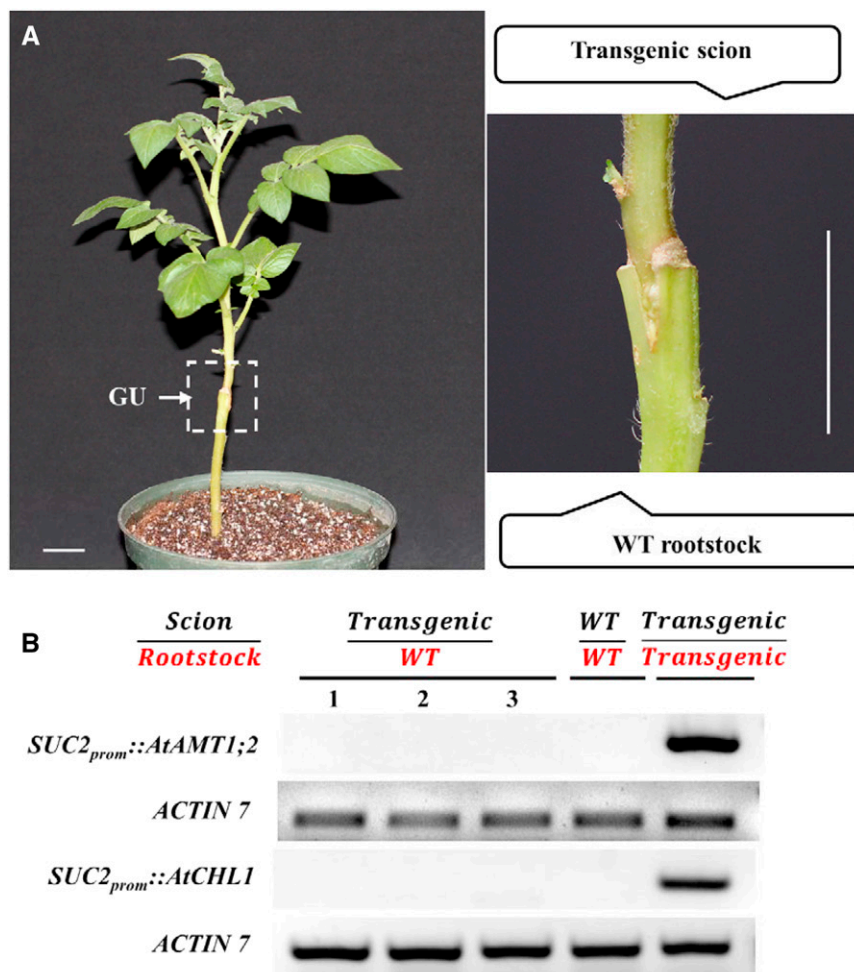 A
Transgenic scion
GU
WT rootstock
B
Scion Transgenic WT Transgenic
Rootstock WT WT Transgenic
1 2 3
SUC2prom::AtAMT1;2
ACTIN 7
SUC2prom::AtCHL1
ACTIN 7